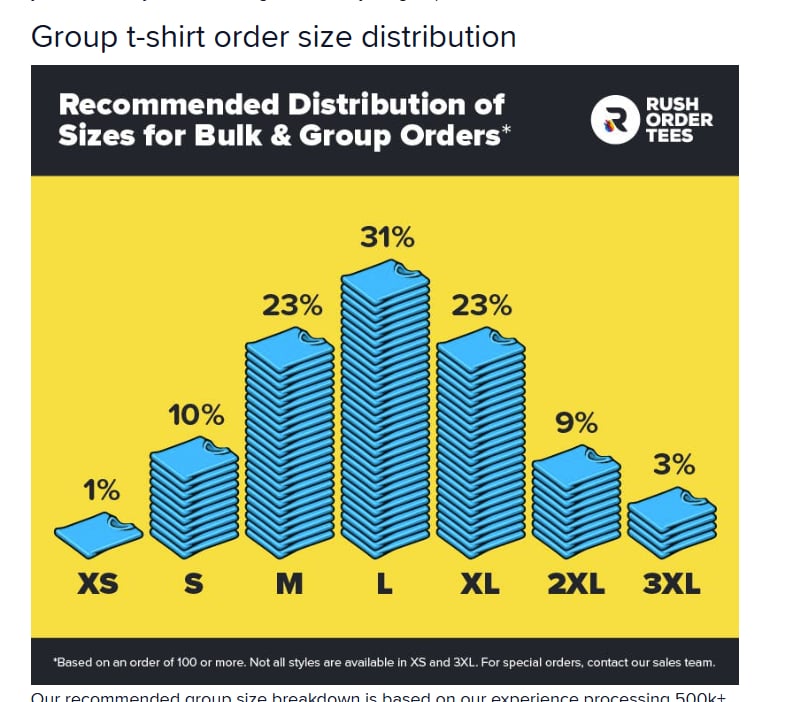 Group t-shirt order size distribution
Recommended Distribution of
Sizes for Bulk & Group Orders*
RUSH
ORDER
TEES
31%
23%
23%
10%
9%
3%
1%
XS S M L XL 2XL 3XL
*Based on an order of 100 or more. Not all styles are available in XS and 3XL. For special orders, contact our sales team.
Our recommended group size breakdown is based on our experience processing 500k+